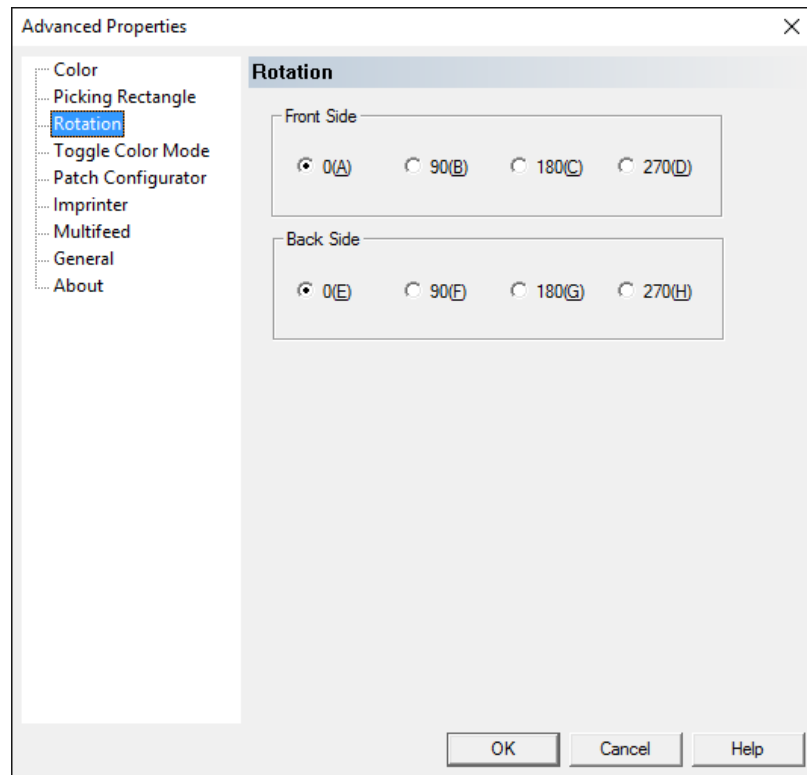 Advanced Properties
Color
Picking Rectangle
Rotation
Toggle Color Mode
Patch Configurator
Imprinter
Multifeed
General
About
Rotation
Front Side
0(A) 90(B) 180(C) 270(D)
Back Side
0(E) 90(F) 180(G) 270(H)
OK Cancel Help